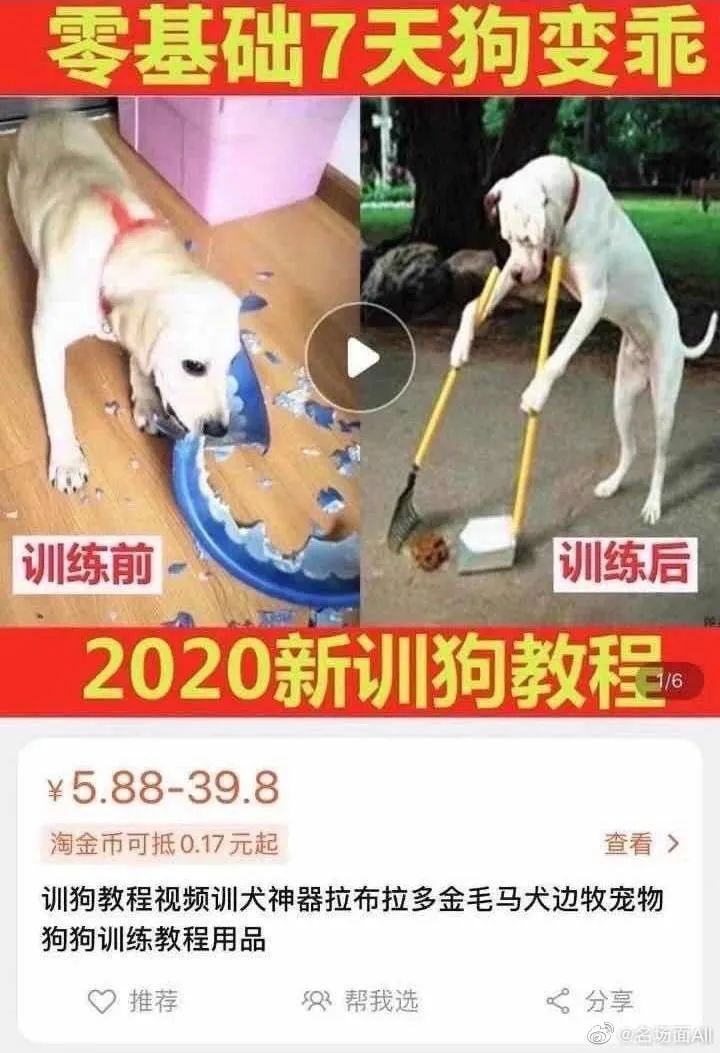 零基础7天狗变乖
训练前
训练后
2020新训狗教程
1/6
¥5.88-39.8
淘金币可抵0.17元起
查看
训狗教程视频训犬神器拉布拉多金毛马犬边牧宠物
狗狗训练教程用品
推荐
帮我选
分享
@名场面All